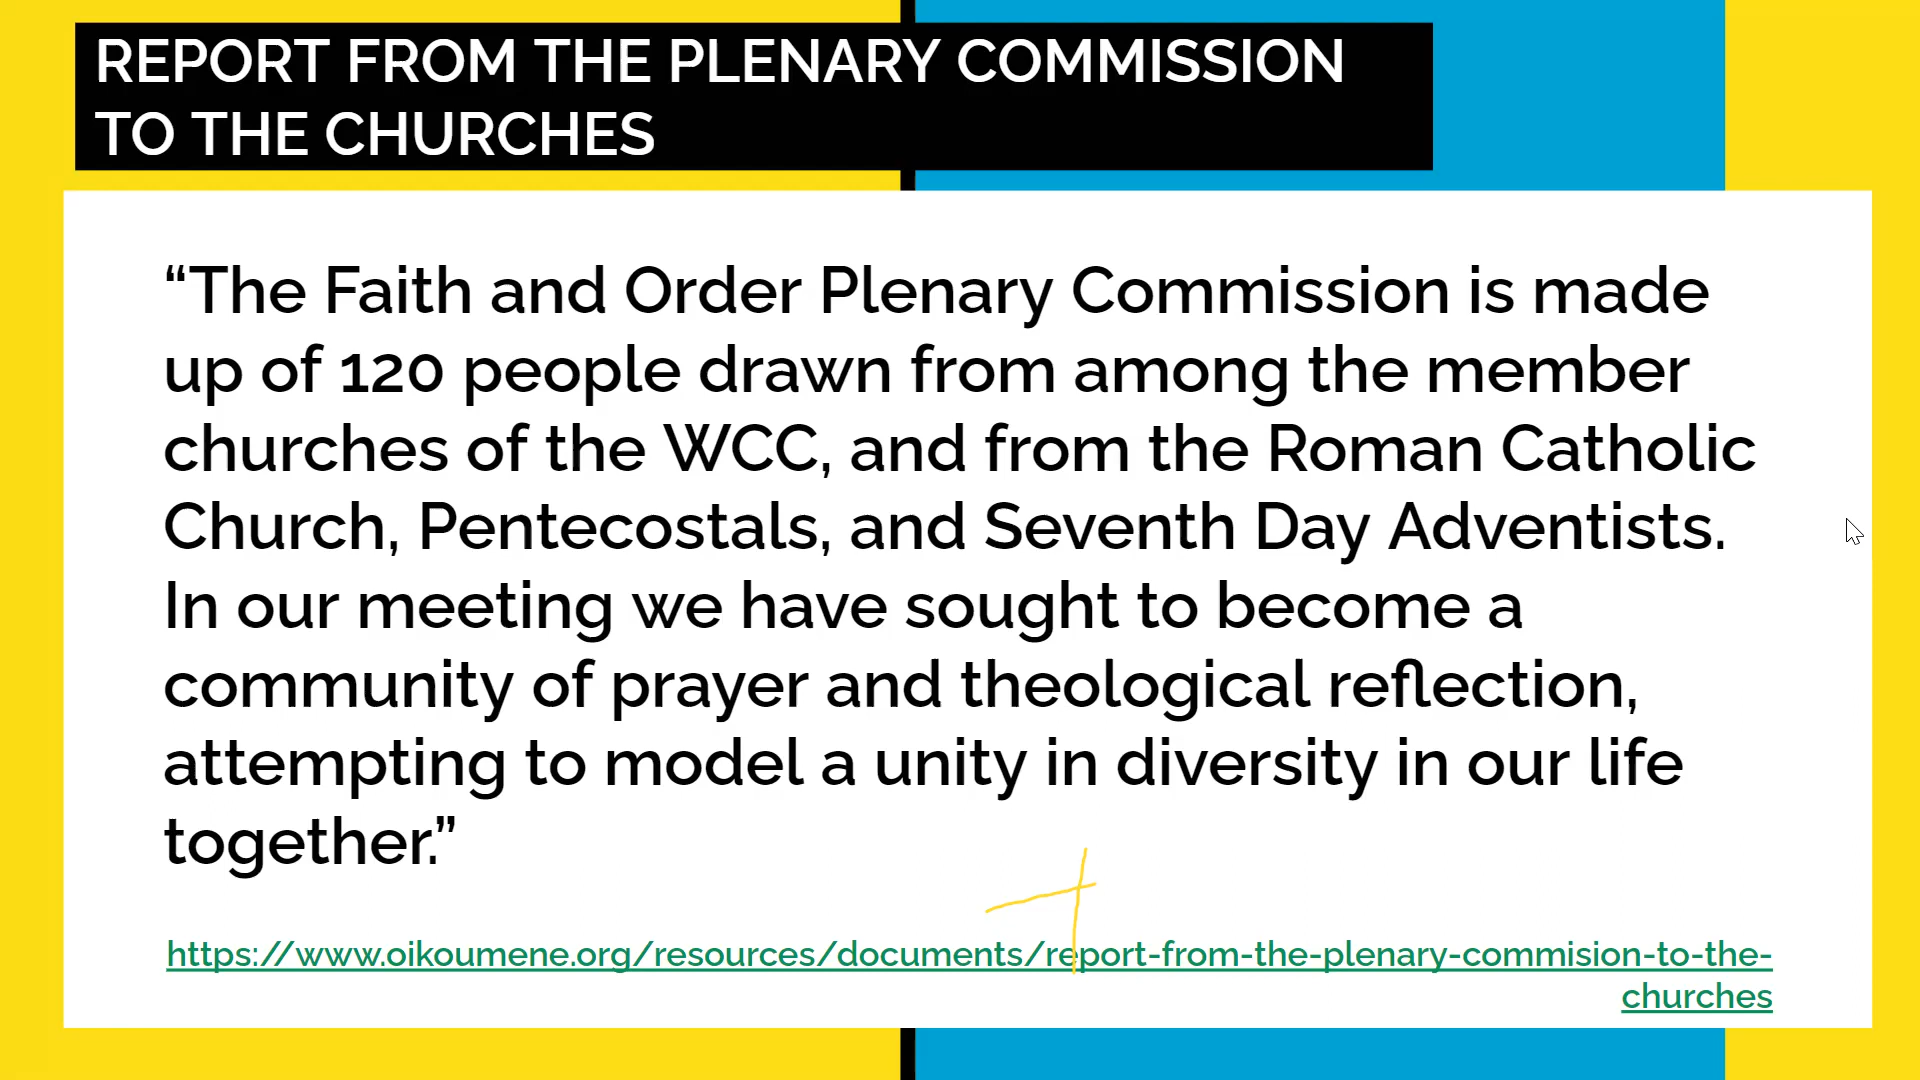 REPORT FROM THE PLENARY COMMISSION
TO THE CHURCHES
“The Faith and Order Plenary Commission is made
up of 120 people drawn from among the member
churches of the WCC, and from the Roman Catholic
Church, Pentecostals, and Seventh Day Adventists.
In our meeting we have sought to become a
community of prayer and theological reflection,
attempting to model a unity in diversity in our life
together.”
https://www.oikoumene.org/resources/documents/report-from-the-plenary-commision-to-the-
churches